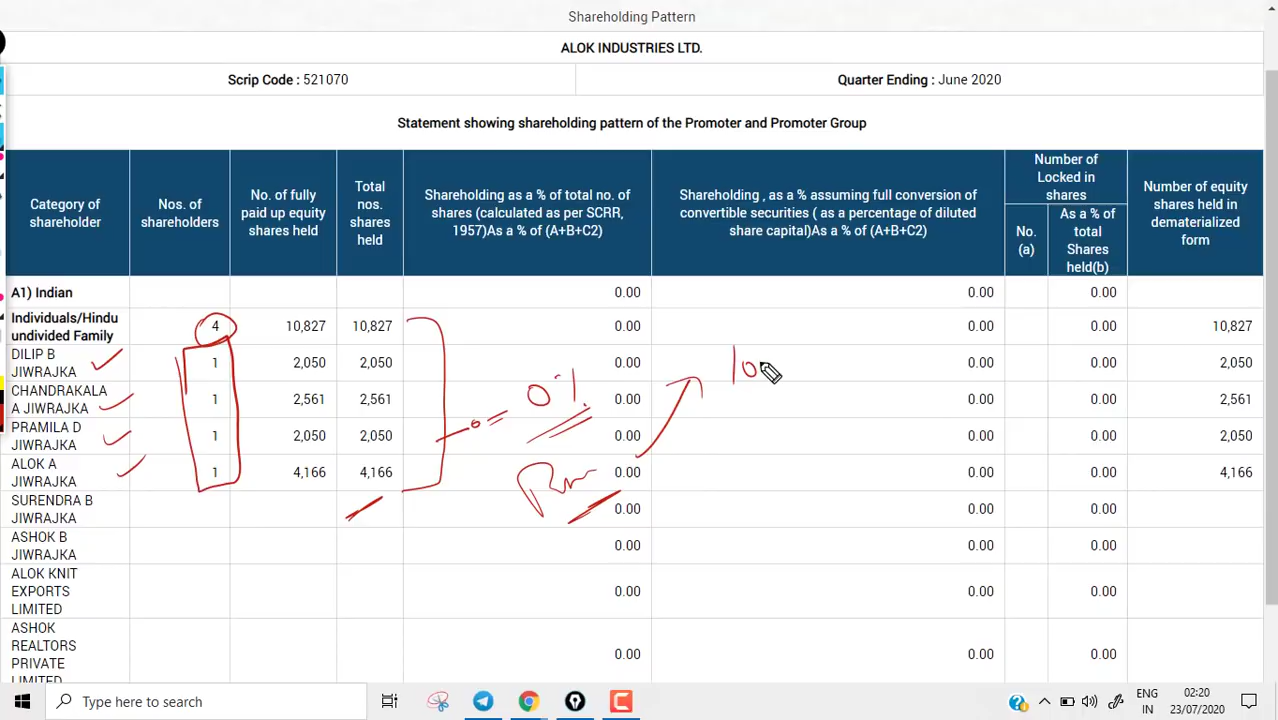 Shareholding Pattern
ALOK INDUSTRIES LTD.
Scrip Code : 521070 Quarter Ending : June 2020
Statement showing shareholding pattern of the Promoter and Promoter Group
Category of shareholder Nos. of shareholders No. of fully paid up equity shares held Total nos. shares held Shareholding as a % of total no. of shares (calculated as per SCRR, 1957)As a % of (A+B+C2) Shareholding , as a % assuming full conversion of convertible securities ( as a percentage of diluted share capital)As a % of (A+B+C2) Number of Locked in shares No. (a) As a % of total Shares held(b) Number of equity shares held in dematerialized form
A1) Indian 0.00 0.00 0.00
Individuals/Hindu undivided Family 4 10,827 10,827 0.00 0.00 0.00 10,827
DILIP B JIWRAJKA 1 2,050 2,050 0.00 0.00 0.00 2,050
CHANDRAKALA A JIWRAJKA 1 2,561 2,561 0.00 0.00 0.00 2,561
PRAMILA D JIWRAJKA 1 2,050 2,050 0.00 0.00 0.00 2,050
ALOK A JIWRAJKA 1 4,166 4,166 0.00 0.00 0.00 4,166
SURENDRA B JIWRAJKA 0.00 0.00 0.00
ASHOK B JIWRAJKA 0.00 0.00 0.00
ALOK KNIT EXPORTS LIMITED 0.00 0.00 0.00
ASHOK REALTORS PRIVATE LIMITED 0.00 0.00 0.00
= 0%
10
Type here to search
ENG 02:20
IN 23/07/2020